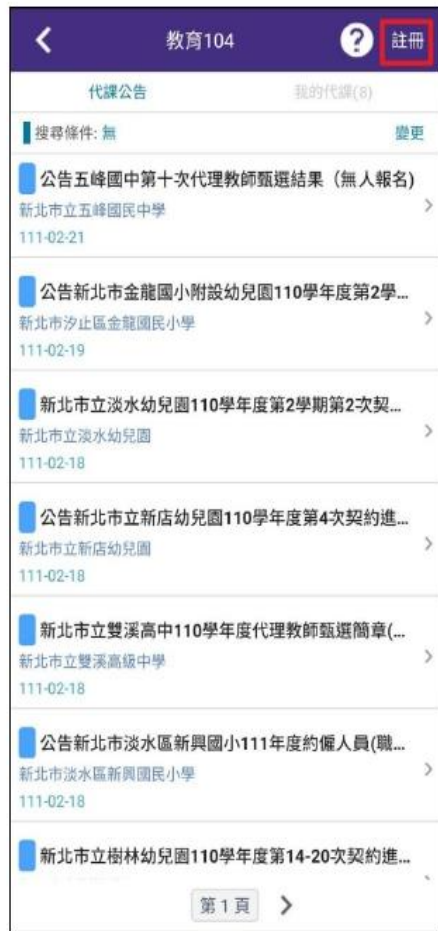 教育104
?
註冊
代課公告
我的代課(8)
搜尋條件: 無
變更
公告五峰國中第十次代理教師甄選結果（無人報名)
新北市立五峰國民中學
111-02-21
公告新北市金龍國小附設幼兒園110學年度第2學...
新北市汐止區金龍國民小學
111-02-19
新北市立淡水幼兒園110學年度第2學期第2次契...
新北市立淡水幼兒園
111-02-18
公告新北市立新店幼兒園110學年度第4次契約進...
新北市立新店幼兒園
111-02-18
新北市立雙溪高中110學年度代理教師甄選簡章(...
新北市立雙溪高級中學
111-02-18
公告新北市淡水區新興國小111年度約僱人員(職...
新北市淡水區新興國民小學
111-02-18
新北市立樹林幼兒園110學年度第14-20次契約進...
第 1 頁